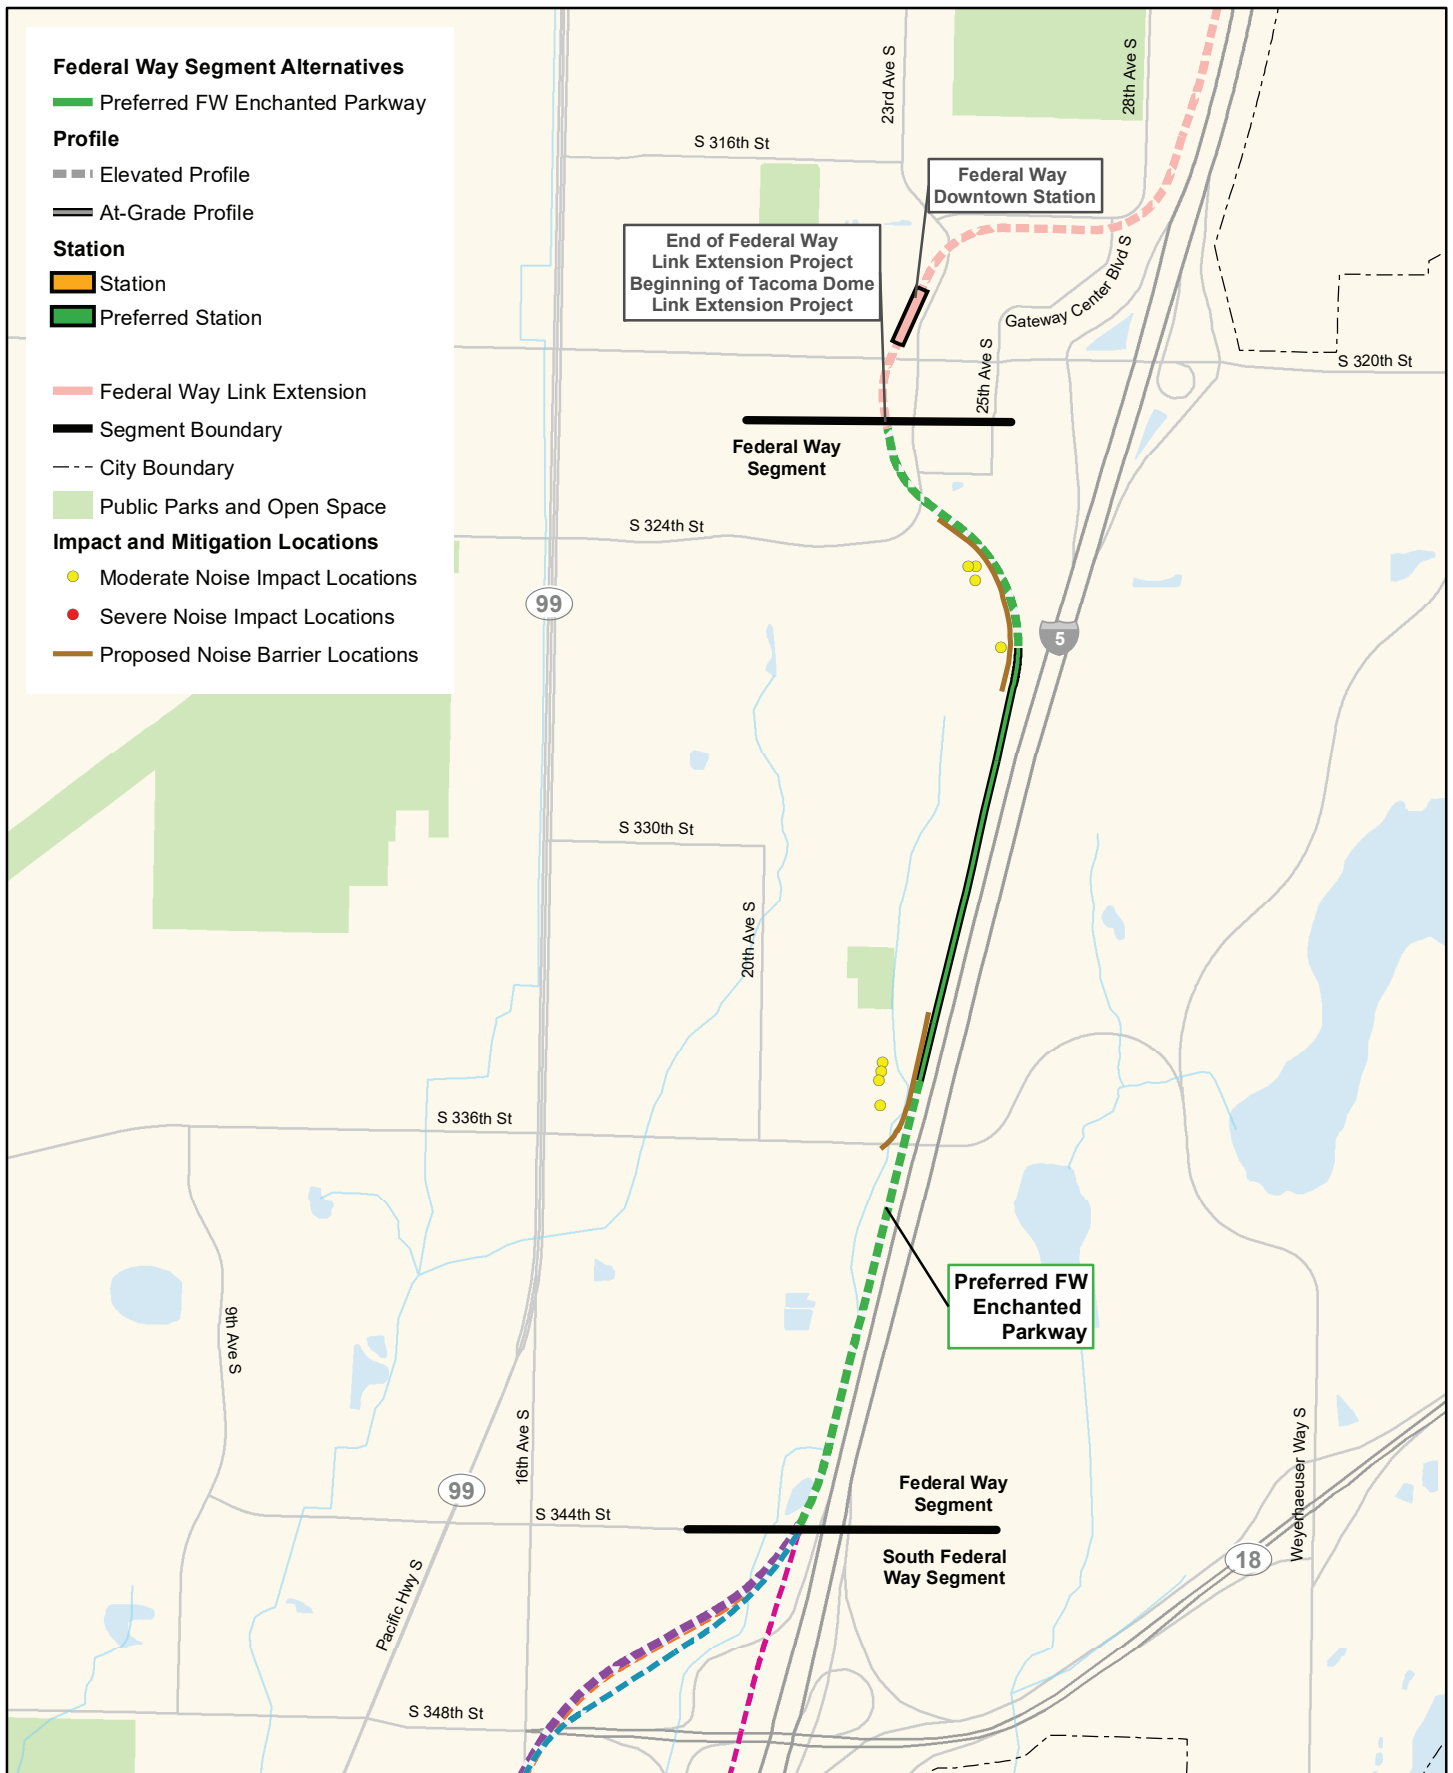 Federal Way Segment Alternatives
Preferred FW Enchanted Parkway
Profile
Elevated Profile
At-Grade Profile
Station
Station
Preferred Station
Federal Way Link Extension
Segment Boundary
City Boundary
Public Parks and Open Space
Impact and Mitigation Locations
Moderate Noise Impact Locations
Severe Noise Impact Locations
Proposed Noise Barrier Locations
23rd Ave S
28th Ave S
S 316th St
Federal Way
Downtown Station
End of Federal Way
Link Extension Project
Beginning of Tacoma Dome
Link Extension Project
Gateway Center Blvd S
25th Ave S
S 320th St
Federal Way
Segment
S 324th St
99
5
S 330th St
20th Ave S
S 336th St
Preferred FW
Enchanted
Parkway
9th Ave S
16th Ave S
99
Weyerhaeuser Way S
Federal Way
Segment
S 344th St
South Federal
Way Segment
18
Pacific Hwy S
S 348th St